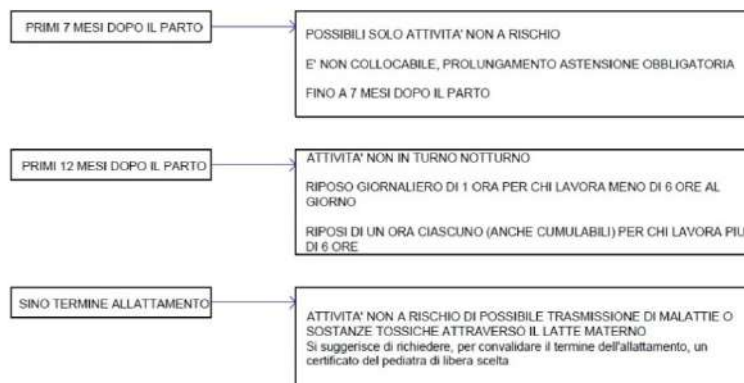 PRIMI 7 MESI DOPO IL PARTO
POSSIBILI SOLO ATTIVITA' NON A RISCHIO
E' NON COLLOCABILE, PROLUNGAMENTO ASTENSIONE OBBLIGATORIA
FINO A 7 MESI DOPO IL PARTO
PRIMI 12 MESI DOPO IL PARTO
ATTIVITA' NON IN TURNO NOTTURNO
RIPOSO GIORNALIERO DI 1 ORA PER CHI LAVORA MENO DI 6 ORE AL
GIORNO
RIPOSI DI UN ORA CIASCUNO (ANCHE CUMULABILI) PER CHI LAVORA PIU
DI 6 ORE
SINO TERMINE ALLATTAMENTO
ATTIVITA' NON A RISCHIO DI POSSIBILE TRASMISSIONE DI MALATTIE O
SOSTANZE TOSSICHE ATTRAVERSO IL LATTE MATERNO
Si suggerisce di richiedere, per convalidare il termine dell'allattamento, un
certificato del pediatra di libera scelta